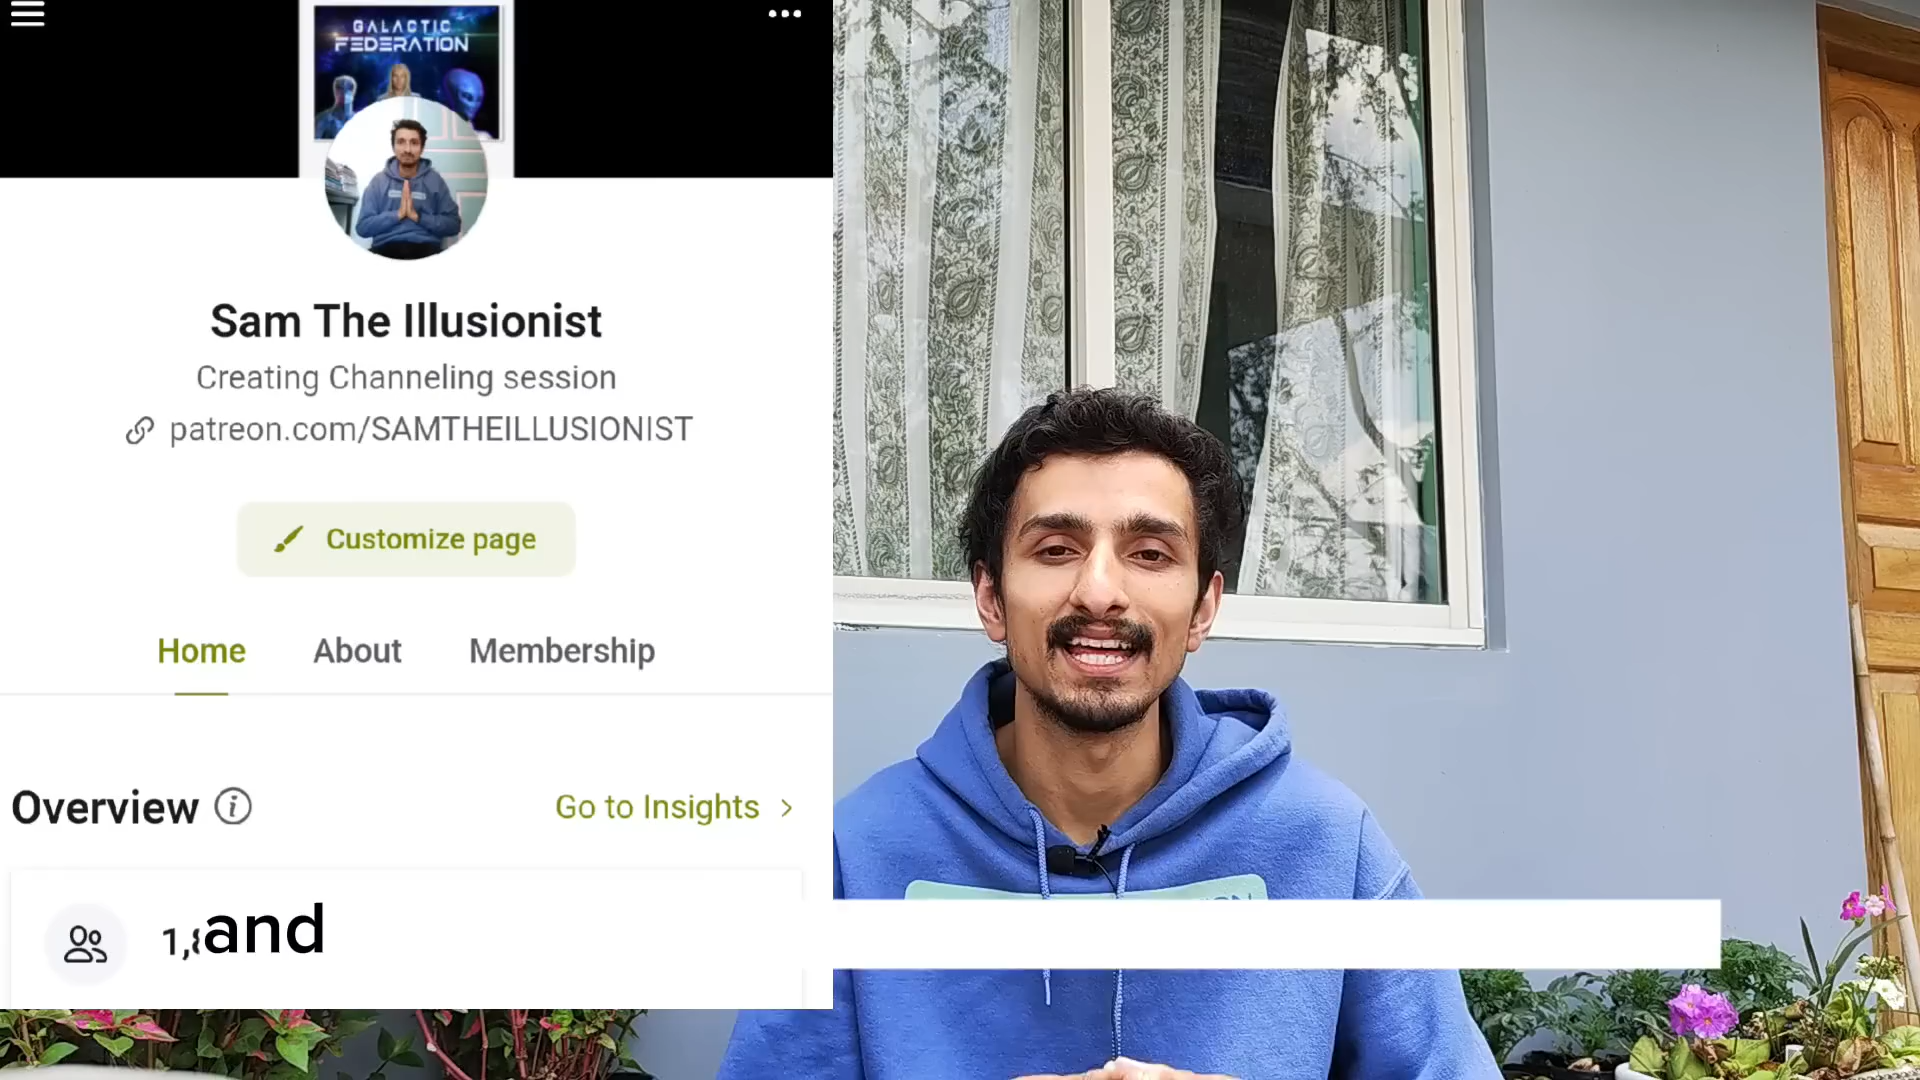 GALACTIC
FEDERATION
Sam The Illusionist
Creating Channeling session
patreon.com/SAMTHEILLUSIONIST
Customize page
Home About Membership
Overview
Go to Insights
and